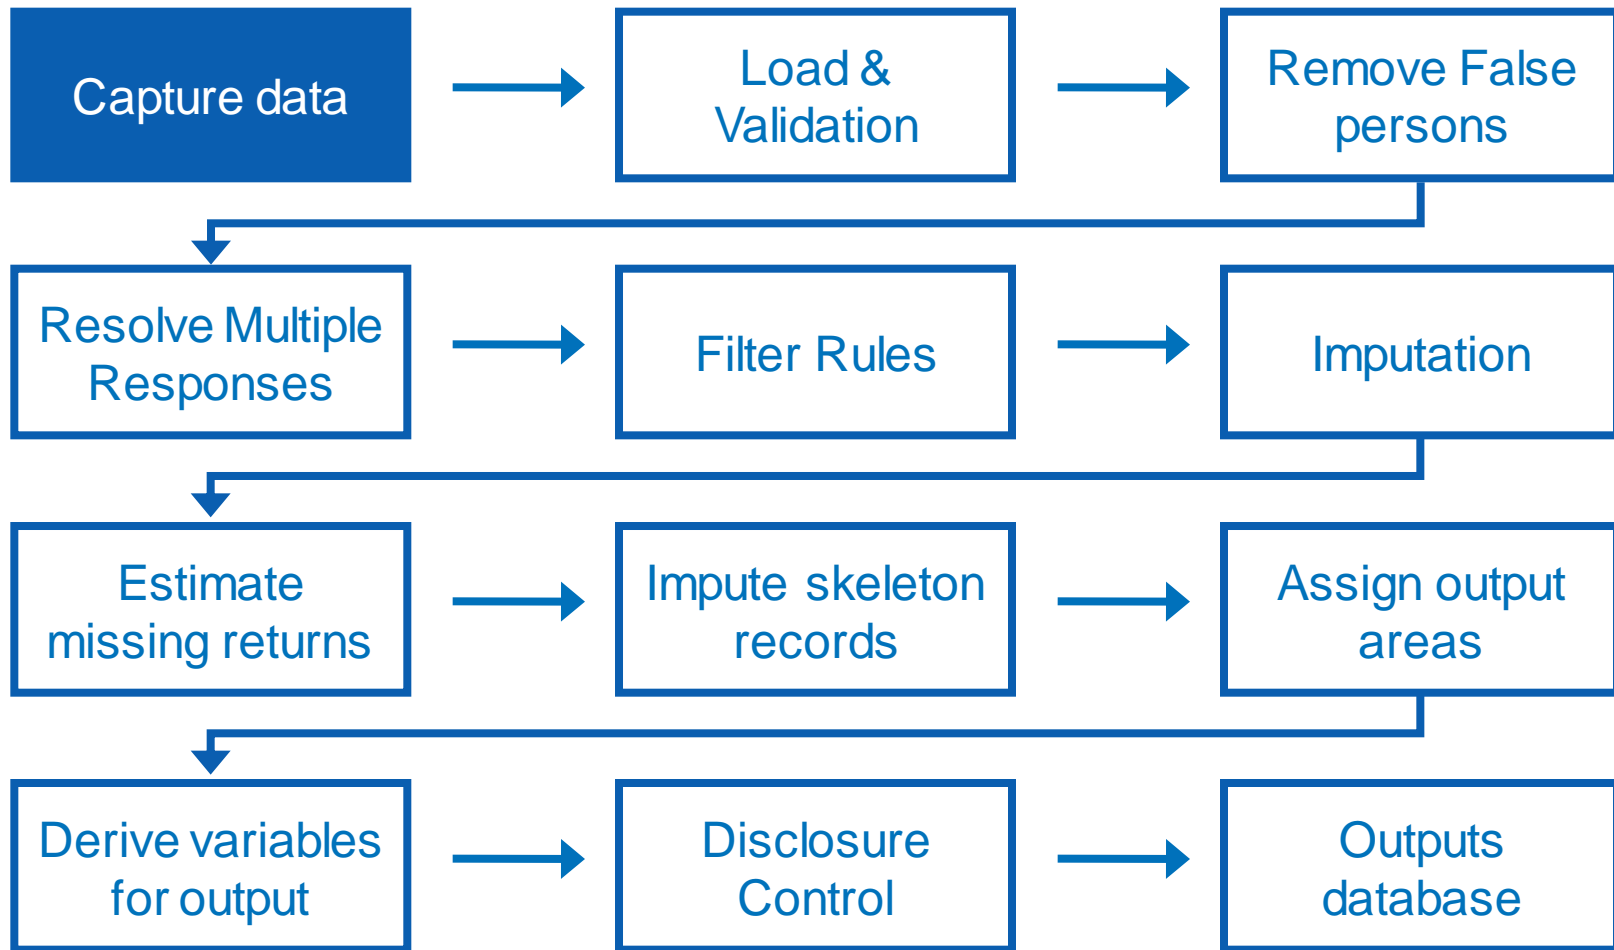 Capture data
Load &
Validation
Remove False
persons
Resolve Multiple
Responses
Filter Rules
Imputation
Estimate
missing returns
Impute skeleton
records
Assign output
areas
Derive variables
for output
Disclosure
Control
Outputs
database